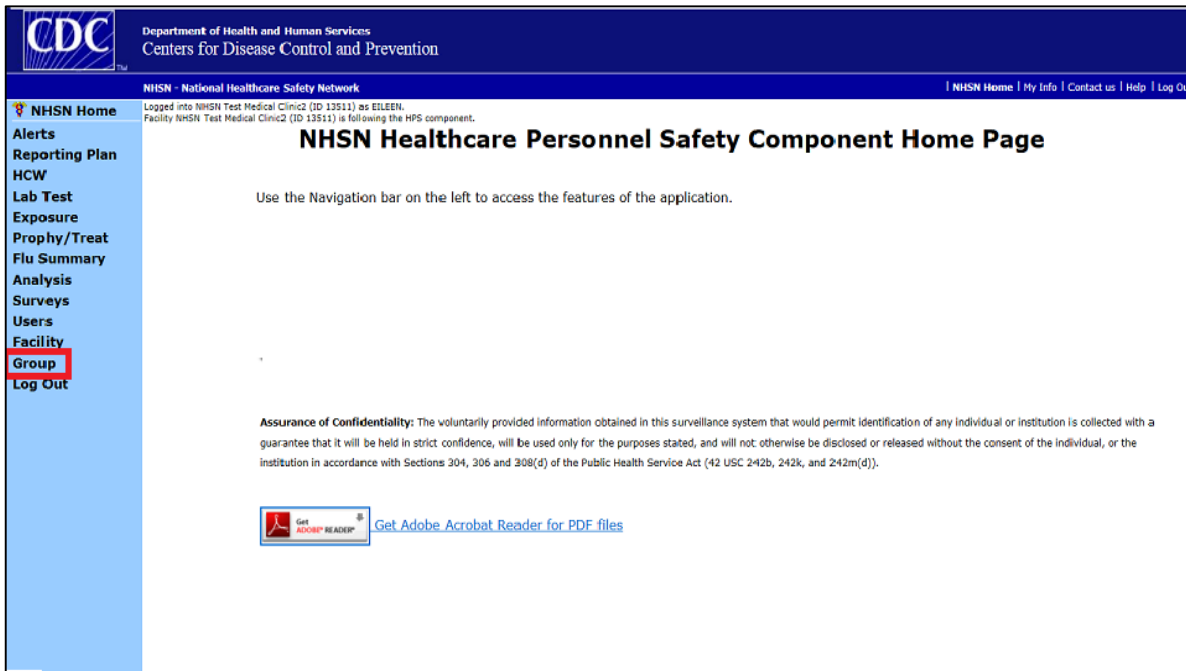 CDC
TM
Department of Health and Human Services
Centers for Disease Control and Prevention
NHSN - National Healthcare Safety Network
| NHSN Home | My Info | Contact us | Help | Log Ou
NHSN Home
Logged into NHSN Test Medical Clinic2 (ID 13511) as EILEEN.
Facility NHSN Test Medical Clinic2 (ID 13511) is following the HPS component.
Alerts
Reporting Plan
HCW
Lab Test
Exposure
Prophy/Treat
Flu Summary
Analysis
Surveys
Users
Facility
Group
Log Out
NHSN Healthcare Personnel Safety Component Home Page
Use the Navigation bar on the left to access the features of the application.
Assurance of Confidentiality: The voluntarily provided information obtained in this surveillance system that would permit identification of any individual or institution is collected with a
guarantee that it will be held in strict confidence, will be used only for the purposes stated, and will not otherwise be disclosed or released without the consent of the individual, or the
institution in accordance with Sections 304, 306 and 308(d) of the Public Health Service Act (42 USC 242b, 242k, and 242m(d)).
Get
ADOBE® READER®
Get Adobe Acrobat Reader for PDF files